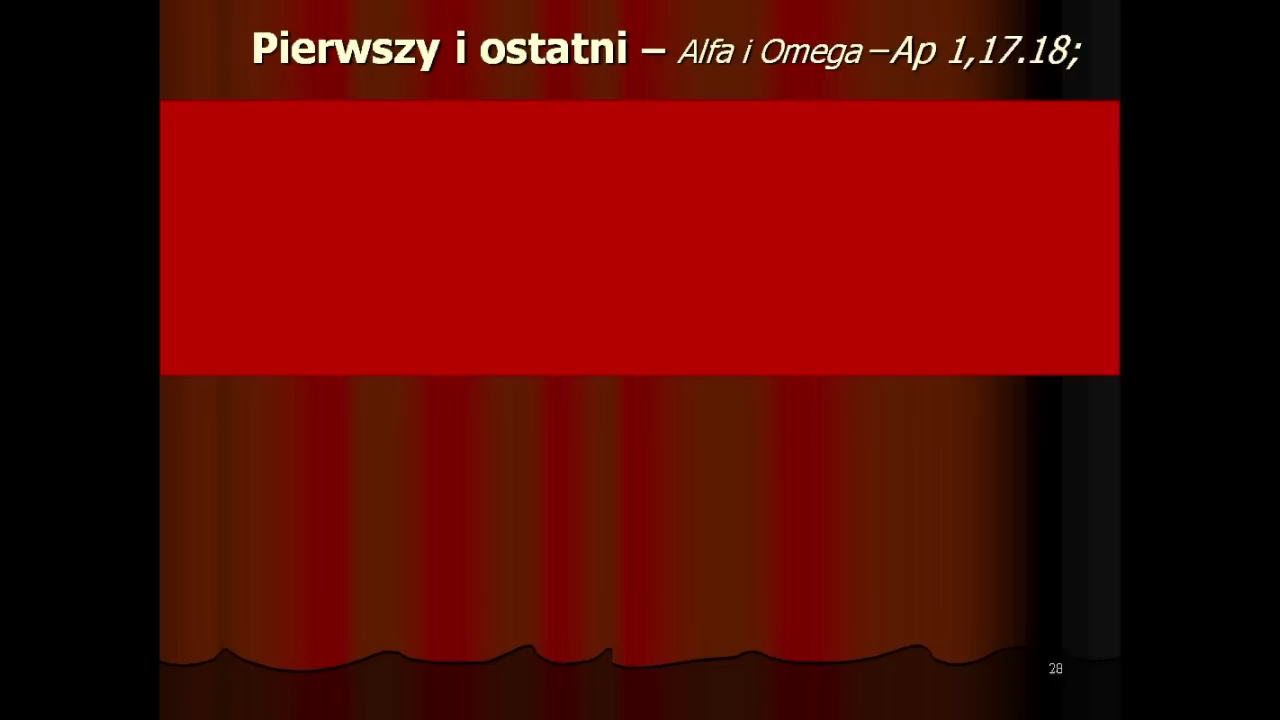 Pierwszy i ostatni – Alfa i Omega –Ap 1,17.18;
28